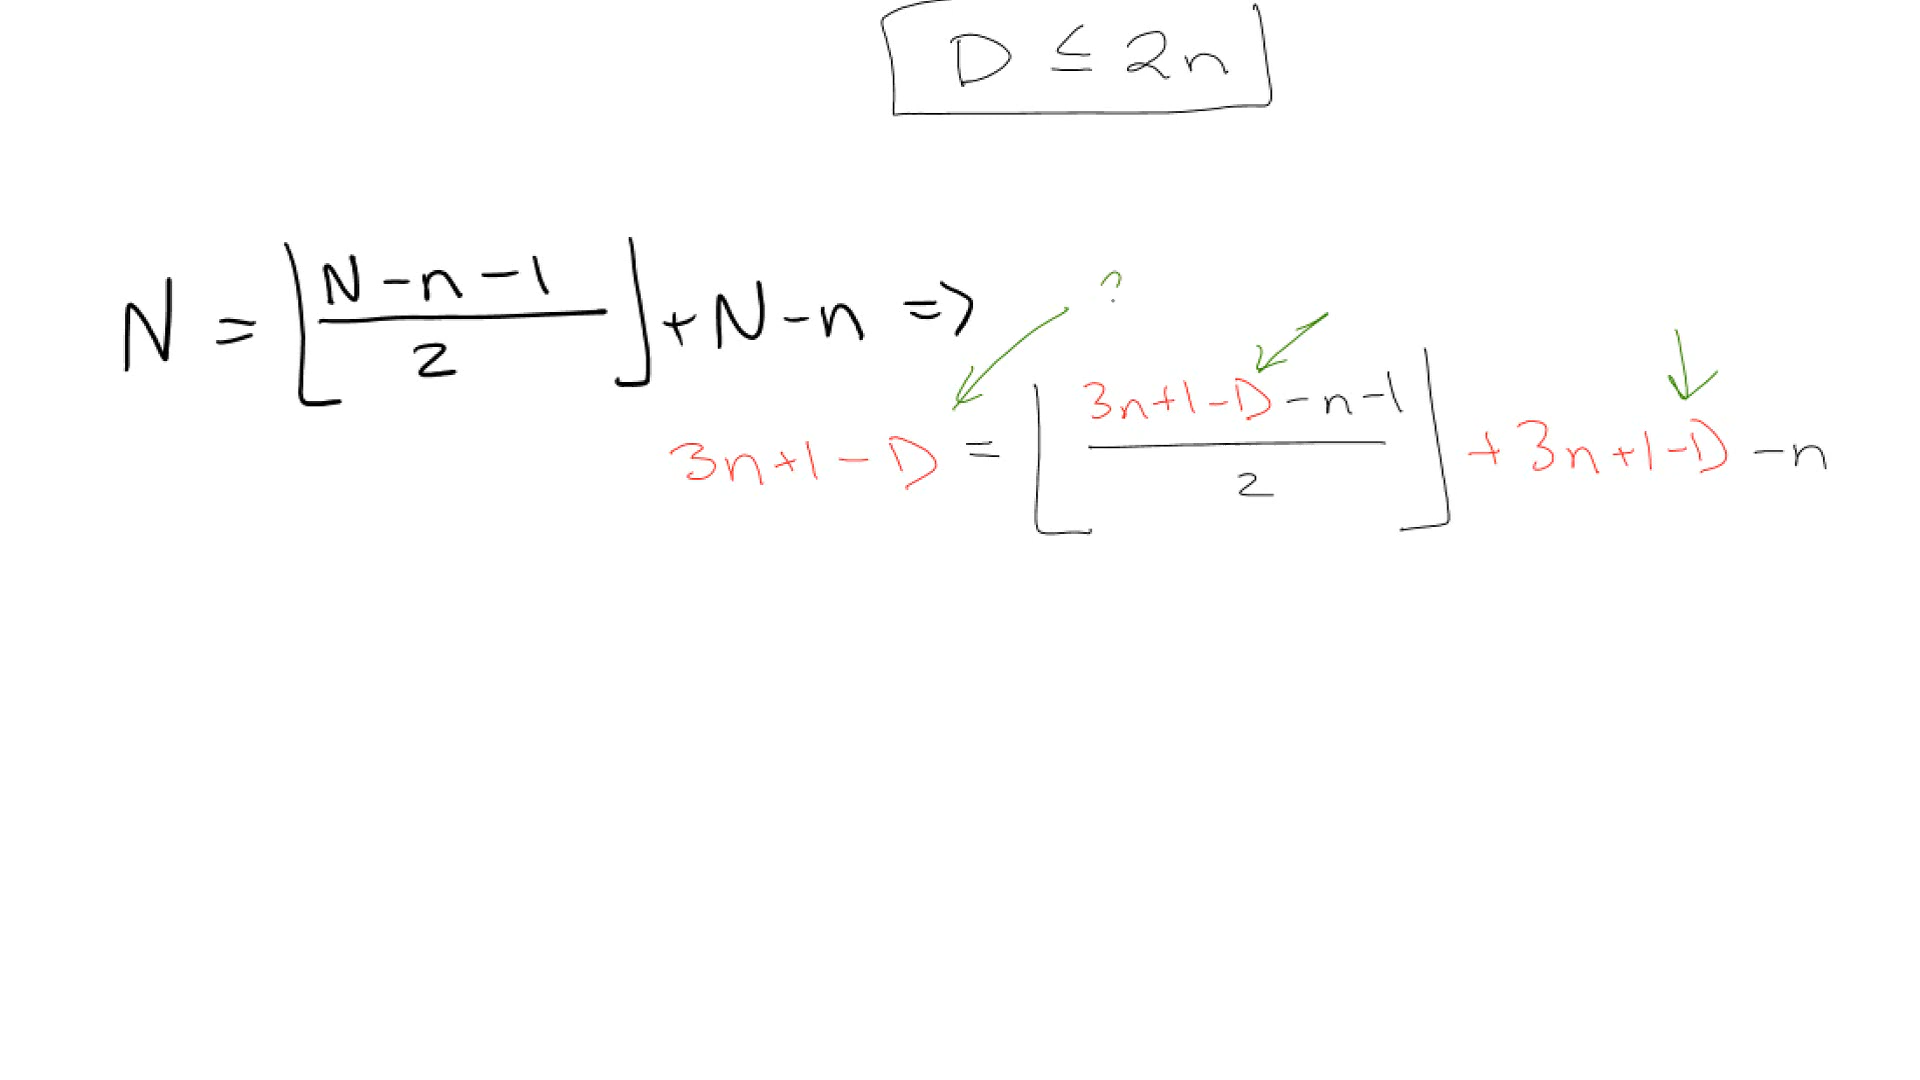 D ≤ 2n
N = ⌊(N-n-1)/2⌋ + N-n =>
?
3n+1-D = ⌊(3n+1-D-n-1)/2⌋ + 3n+1-D-n